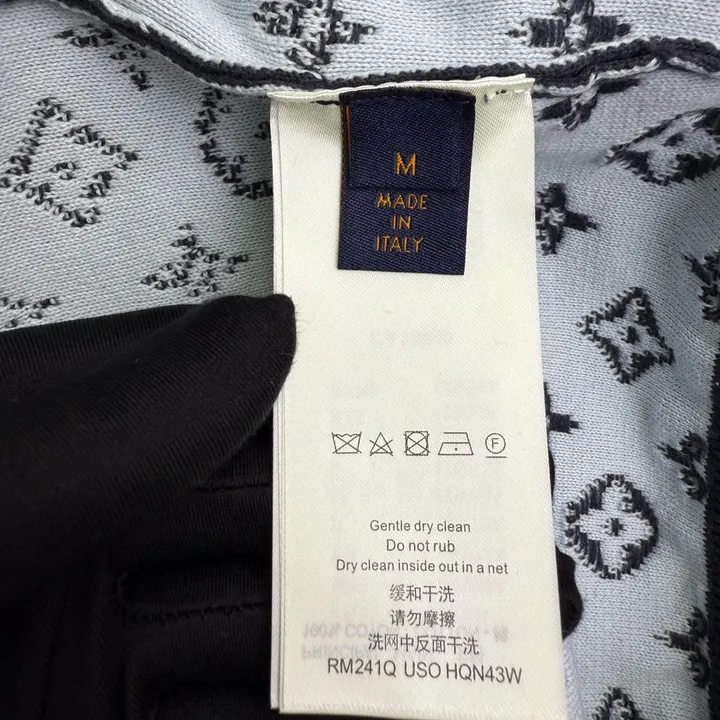 M
MADE
IN
ITALY
F
Gentle dry clean
Do not rub
Dry clean inside out in a net
缓和干洗
请勿摩擦
洗网中反面干洗
RM241Q USO HQN43W